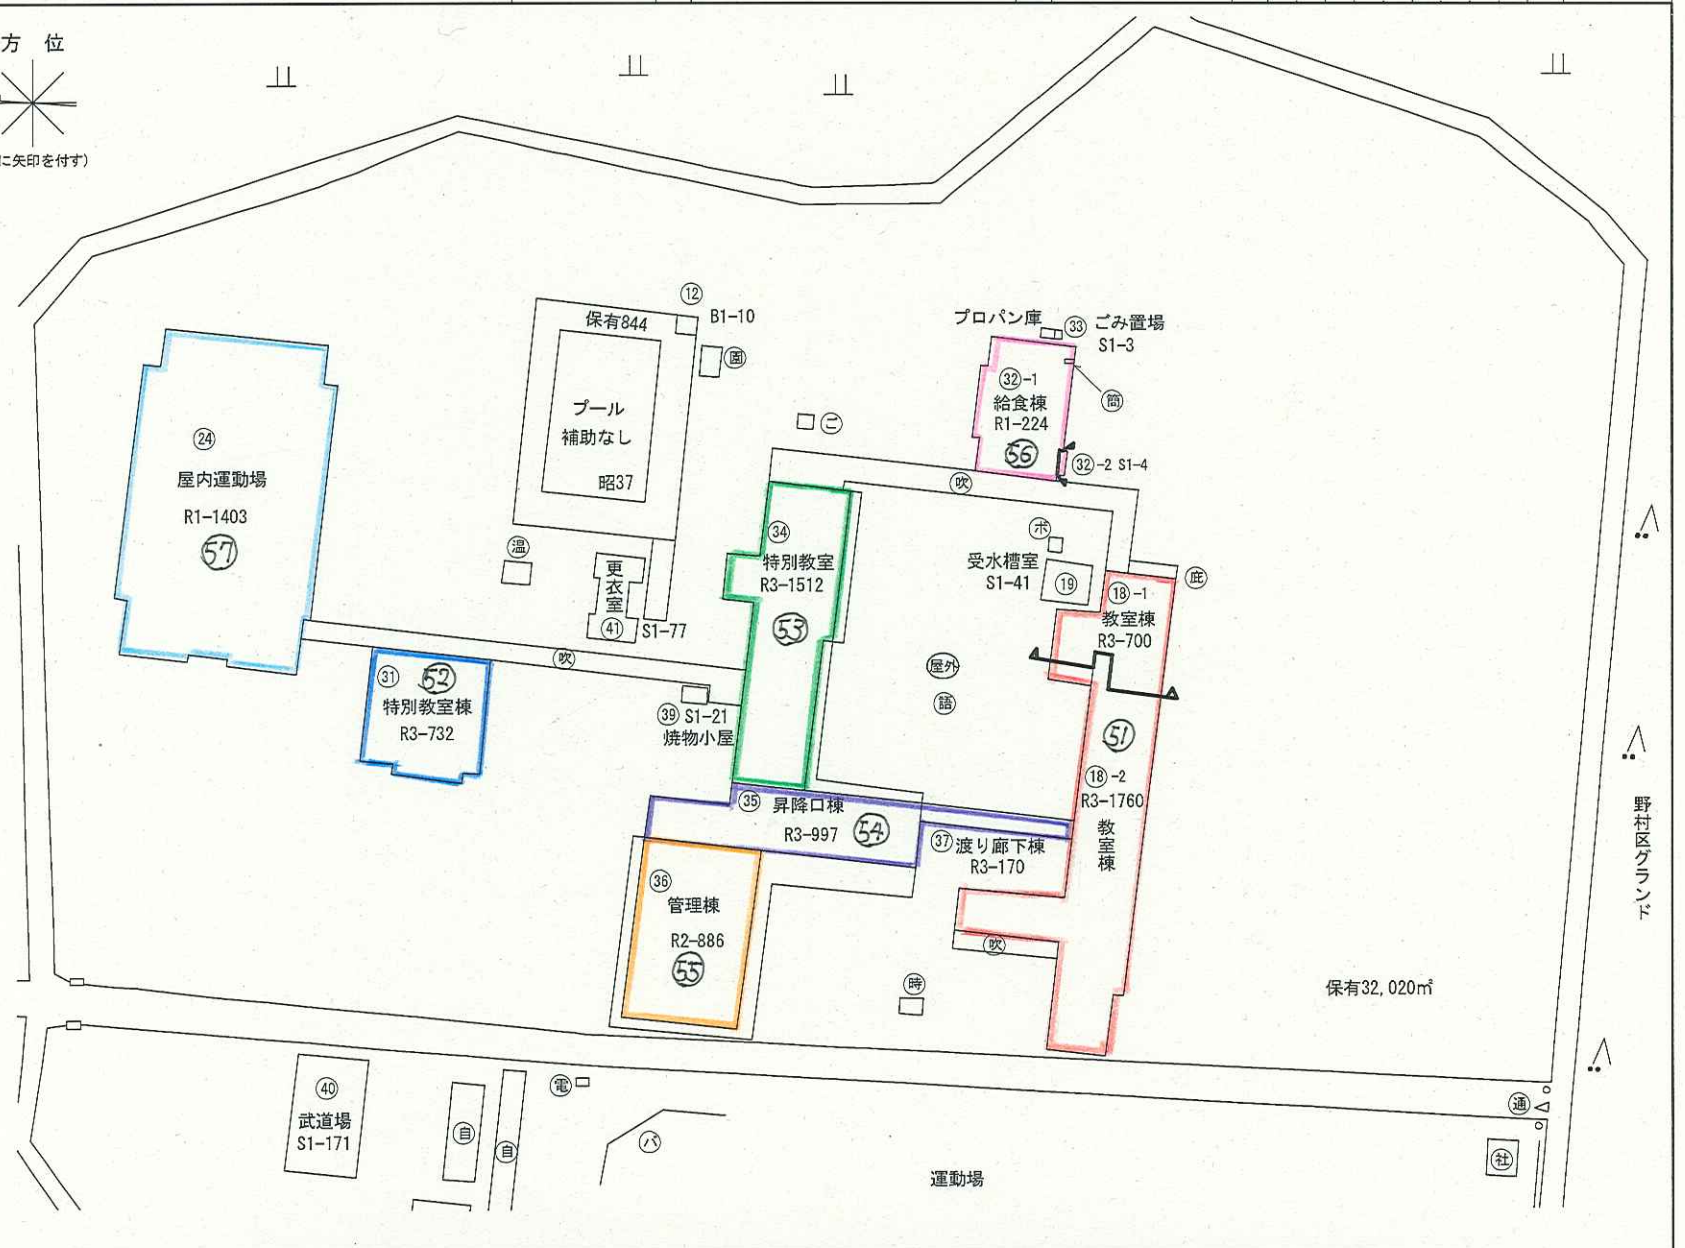 方 位
に矢印を付す)
⑫
B1-10
保有844
園
プール
補助なし
昭37
プロパン庫
㉝ ごみ置場
S1-3
㉜-1
給食棟
R1-224
56
筒
㉜-2 S1-4
ご
吹
㉔
屋内運動場
R1-1403
57
温
更衣室
㊶
S1-77
吹
㉞
特別教室
R3-1512
53
ポ
受水槽室
S1-41
⑲
庇
⑱-1
教室棟
R3-700
㉛
52
特別教室棟
R3-732
㊴ S1-21
焼物小屋
屋外
語
51
⑱-2
R3-1760
教室棟
㉟ 昇降口棟
R3-997
54
㊲ 渡り廊下棟
R3-170
㊱
管理棟
R2-886
55
吹
時
野村区グランド
保有32,020㎡
㊵
武道場
S1-171
自
自
電
バ
運動場
通
社